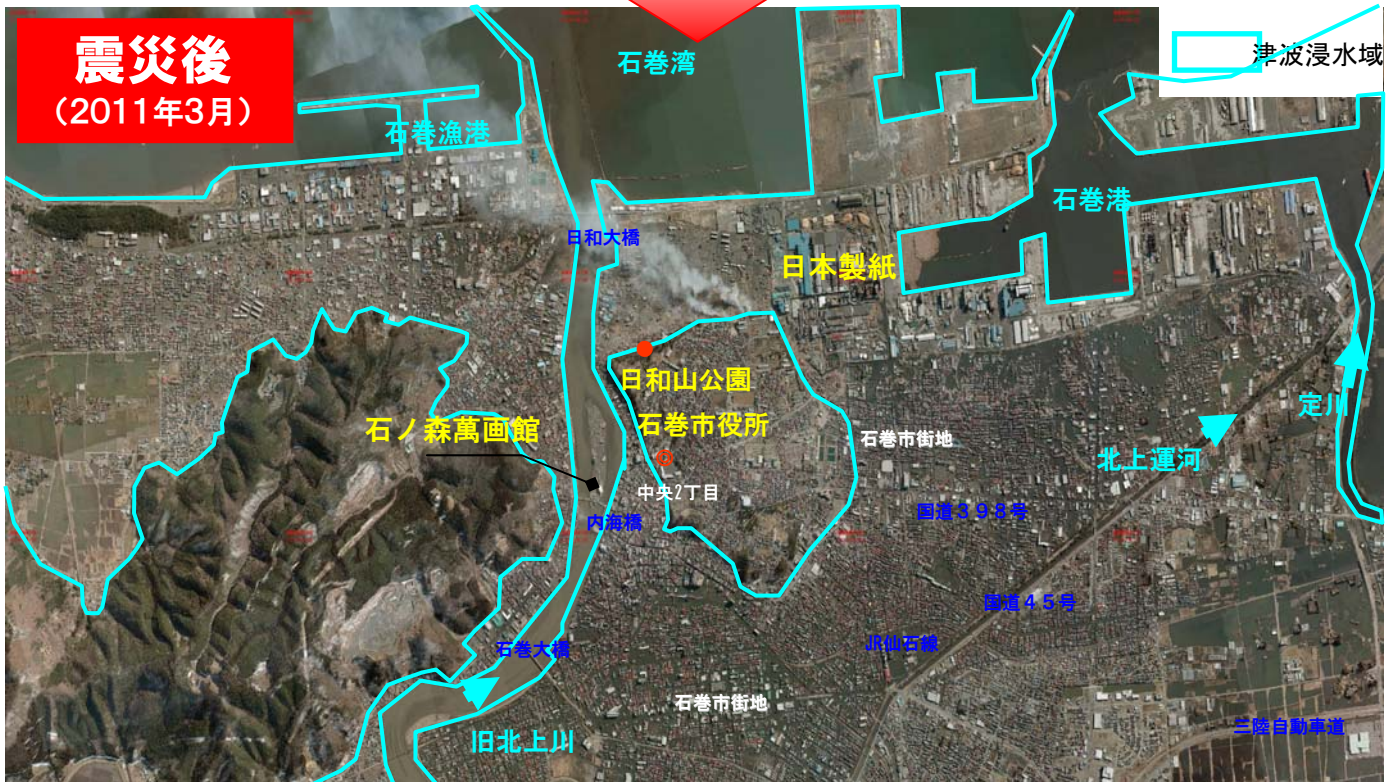 震災後
（2011年3月）
石巻湾
津波浸水域
石巻漁港
石巻港
日和大橋
日本製紙
日和山公園
石ノ森萬画館
石巻市役所
定川
石巻市街地
北上運河
中央2丁目
内海橋
国道３９８号
国道４５号
石巻大橋
JR仙石線
石巻市街地
旧北上川
三陸自動車道